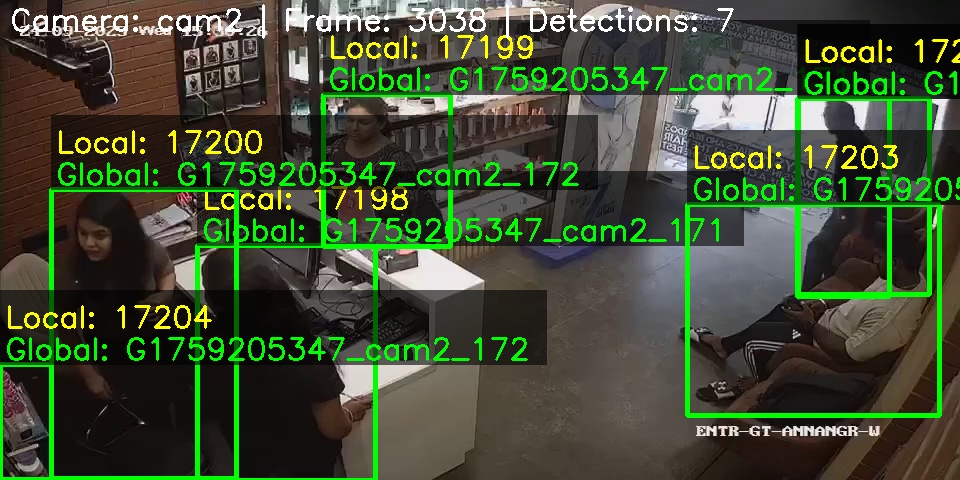 Camera: cam2 | Frame: 3038 | Detections: 7
Local: 17199
Global: G1759205347_cam2_
Local: 172
Global: G1
Local: 17200
Global: G1759205347_cam2_172
Local: 17203
Global: G175920
Local: 17198
Global: G1759205347_cam2_171
Local: 17204
Global: G1759205347_cam2_172
ENTR-GT-ANNANGR-W